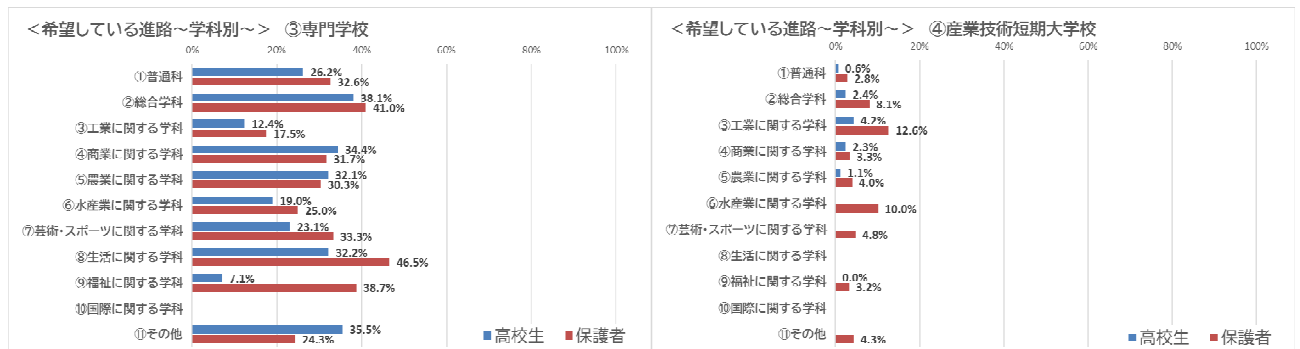 ＜希望している進路～学科別～＞ ③専門学校
0% 20% 40% 60% 80% 100%
①普通科 26.2% 32.6%
②総合学科 38.1% 41.0%
③工業に関する学科 12.4% 17.5%
④商業に関する学科 34.4% 31.7%
⑤農業に関する学科 32.1% 30.3%
⑥水産業に関する学科 19.0% 25.0%
⑦芸術・スポーツに関する学科 23.1% 33.3%
⑧生活に関する学科 32.2% 46.5%
⑨福祉に関する学科 7.1% 38.7%
⑩国際に関する学科
⑪その他 35.5% 24.3%
高校生 保護者
＜希望している進路～学科別～＞ ④産業技術短期大学校
0% 20% 40% 60% 80% 100%
①普通科 0.6% 2.8%
②総合学科 2.4% 8.1%
③工業に関する学科 4.2% 12.6%
④商業に関する学科 2.3% 3.3%
⑤農業に関する学科 1.1% 4.0%
⑥水産業に関する学科 10.0%
⑦芸術・スポーツに関する学科 4.8%
⑧生活に関する学科
⑨福祉に関する学科 0.0% 3.2%
⑩国際に関する学科
⑪その他 4.3%
高校生 保護者